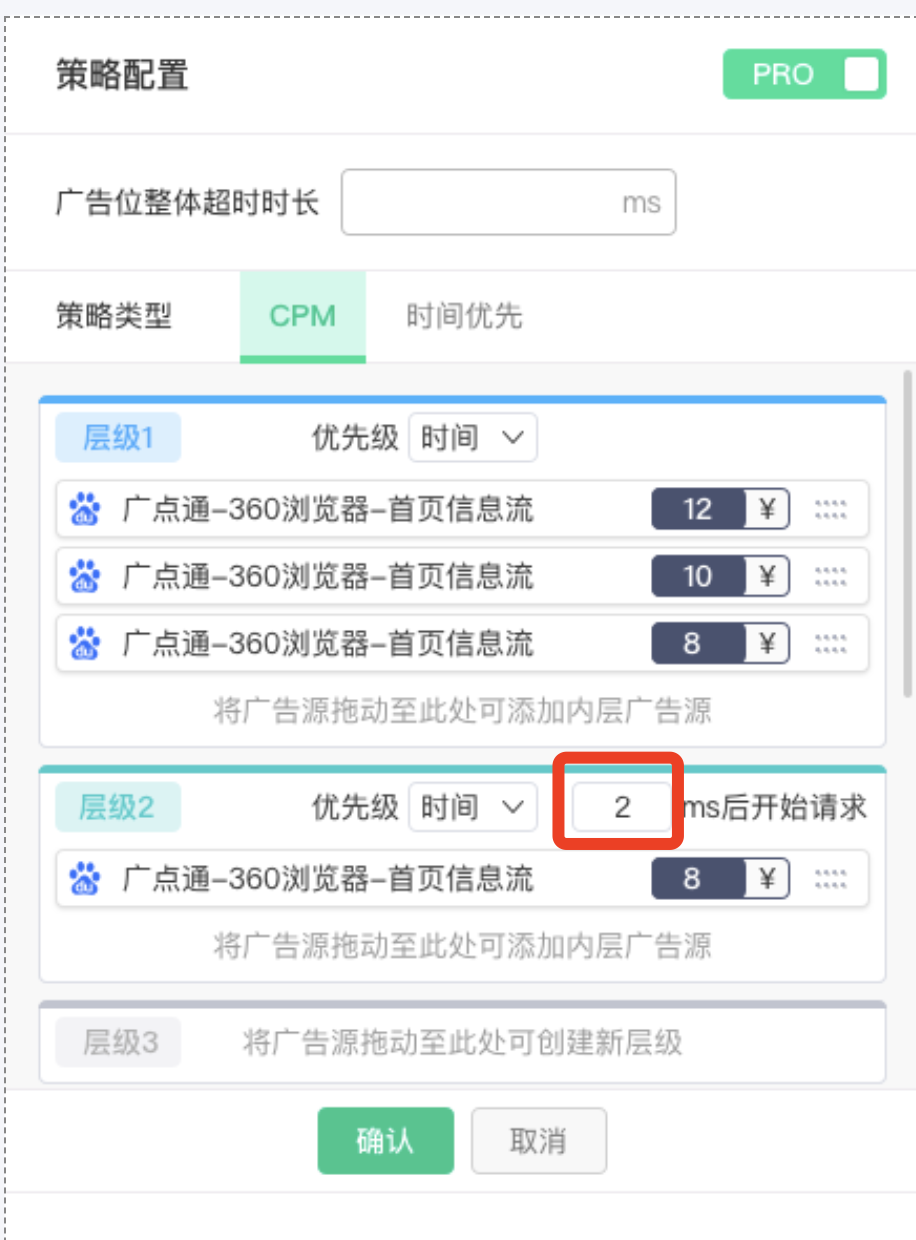 策略配置
PRO
广告位整体超时时长 ms
策略类型 CPM 时间优先
层级1 优先级 时间
du 广点通-360浏览器-首页信息流 12 ¥
du 广点通-360浏览器-首页信息流 10 ¥
du 广点通-360浏览器-首页信息流 8 ¥
将广告源拖动至此处可添加内层广告源
层级2 优先级 时间 2 ms后开始请求
du 广点通-360浏览器-首页信息流 8 ¥
将广告源拖动至此处可添加内层广告源
层级3 将广告源拖动至此处可创建新层级
确认 取消